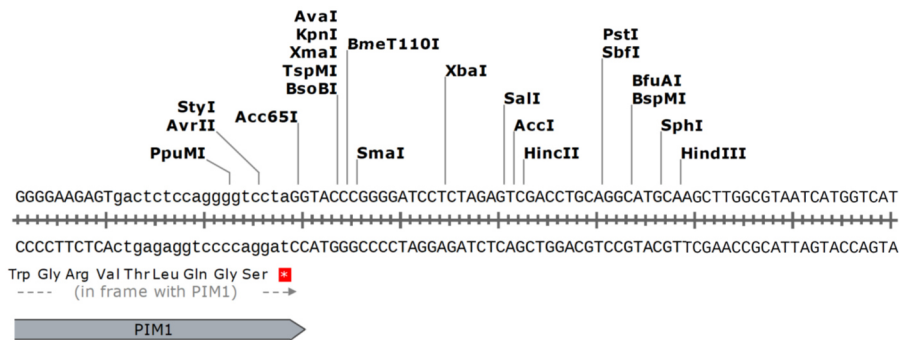 AvaI
KpnI
XmaI
TspMI
BsoBI
BmeT110I
PstI
SbfI
XbaI
BfuAI
BspMI
StyI
AvrII
Acc65I
SalI
AccI
SphI
PpuMI
SmaI
HincII
HindIII
GGGGAAGAGTgactctccaggggtcctaGGTACCCGGGGATCCTCTAGAGTCGACCTGCAGGCATGCAAGCTTGGCGTAATCATGGTCAT
CCCCTTCTCActgagaggtccccaggatCCATGGGCCCCTAGGAGATCTCAGCTGGACGTCCGTACGTTCGAACCGCATTAGTACCAGTA
Trp Gly Arg Val Thr Leu Gln Gly Ser *
(in frame with PIM1)
PIM1